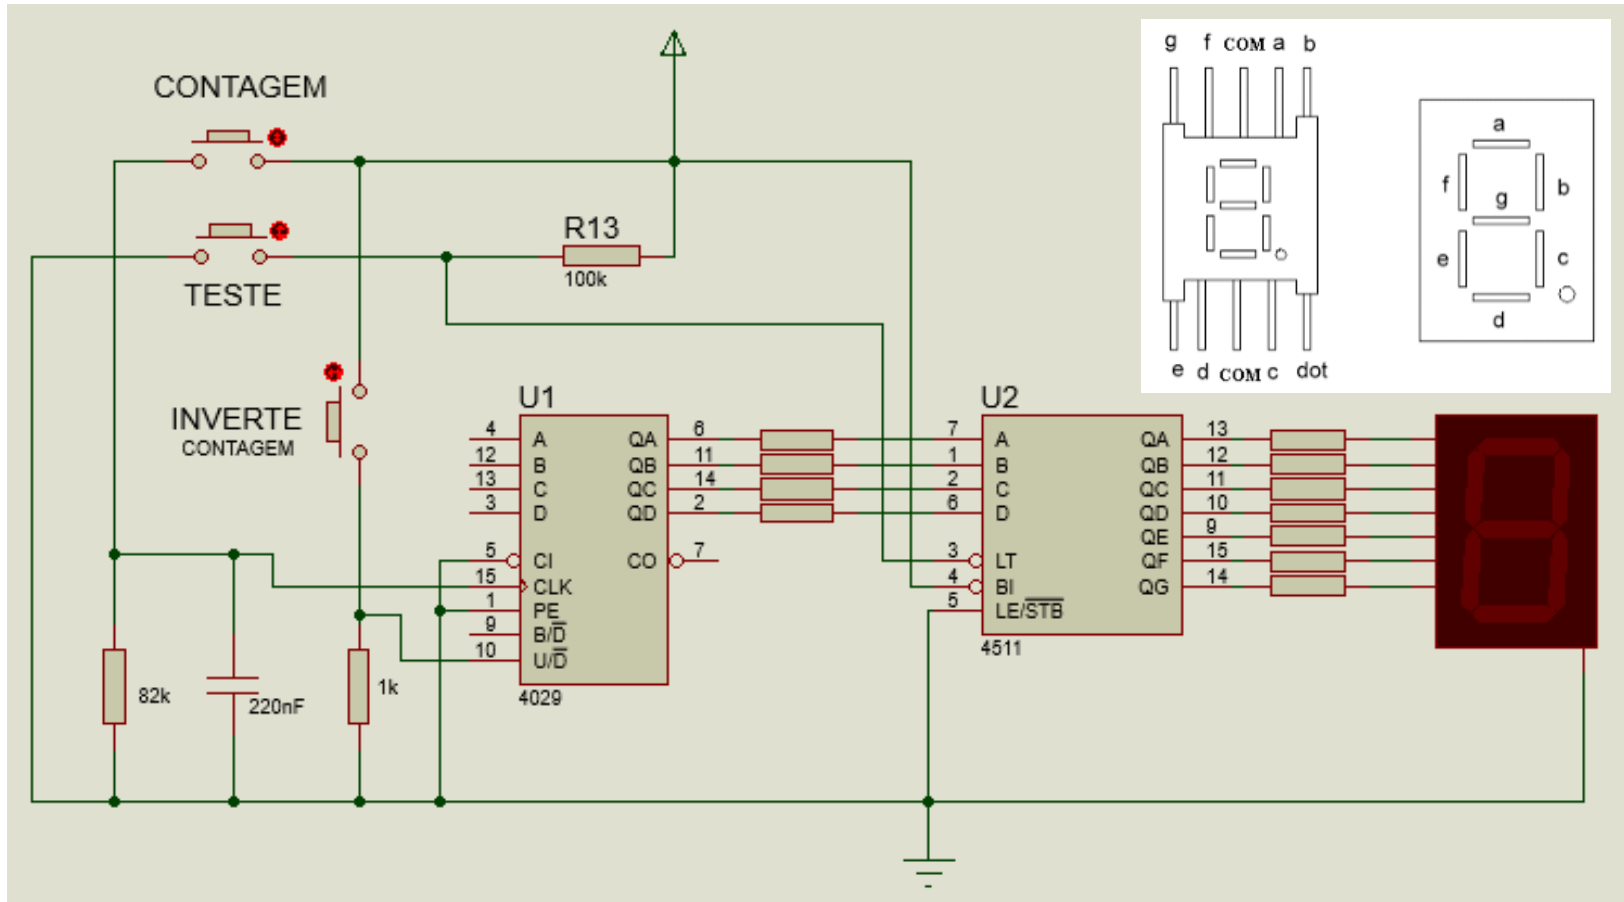 CONTAGEM
TESTE
R13
100k
INVERTE
CONTAGEM
82k
220nF
1k
U1
4 A QA 6
12 B QB 11
13 C QC 14
3 D QD 2
5 CI CO 7
15 CLK
1 PE
9 B/D
10 U/D
4029
U2
7 A QA 13
1 B QB 12
2 C QC 11
6 D QD 10
QE 9
3 LT QF 15
4 BI QG 14
5 LE/STB
4511
g f COM a b
e d COM c dot
a
f b
g
e c
d